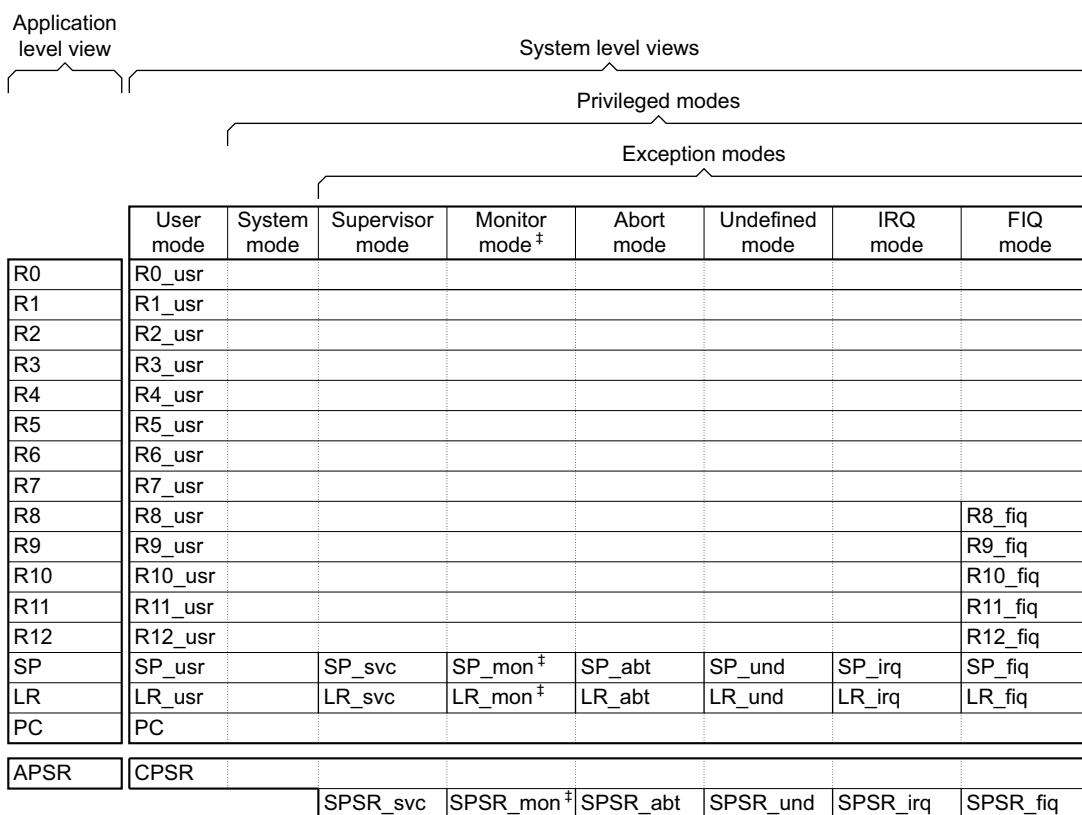 Application
level view
System level views
Privileged modes
Exception modes
User mode System mode Supervisor mode Monitor mode ‡ Abort mode Undefined mode IRQ mode FIQ mode
R0 R0_usr
R1 R1_usr
R2 R2_usr
R3 R3_usr
R4 R4_usr
R5 R5_usr
R6 R6_usr
R7 R7_usr
R8 R8_usr R8_fiq
R9 R9_usr R9_fiq
R10 R10_usr R10_fiq
R11 R11_usr R11_fiq
R12 R12_usr R12_fiq
SP SP_usr SP_svc SP_mon ‡ SP_abt SP_und SP_irq SP_fiq
LR LR_usr LR_svc LR_mon ‡ LR_abt LR_und LR_irq LR_fiq
PC PC
APSR CPSR
SPSR_svc SPSR_mon ‡ SPSR_abt SPSR_und SPSR_irq SPSR_fiq